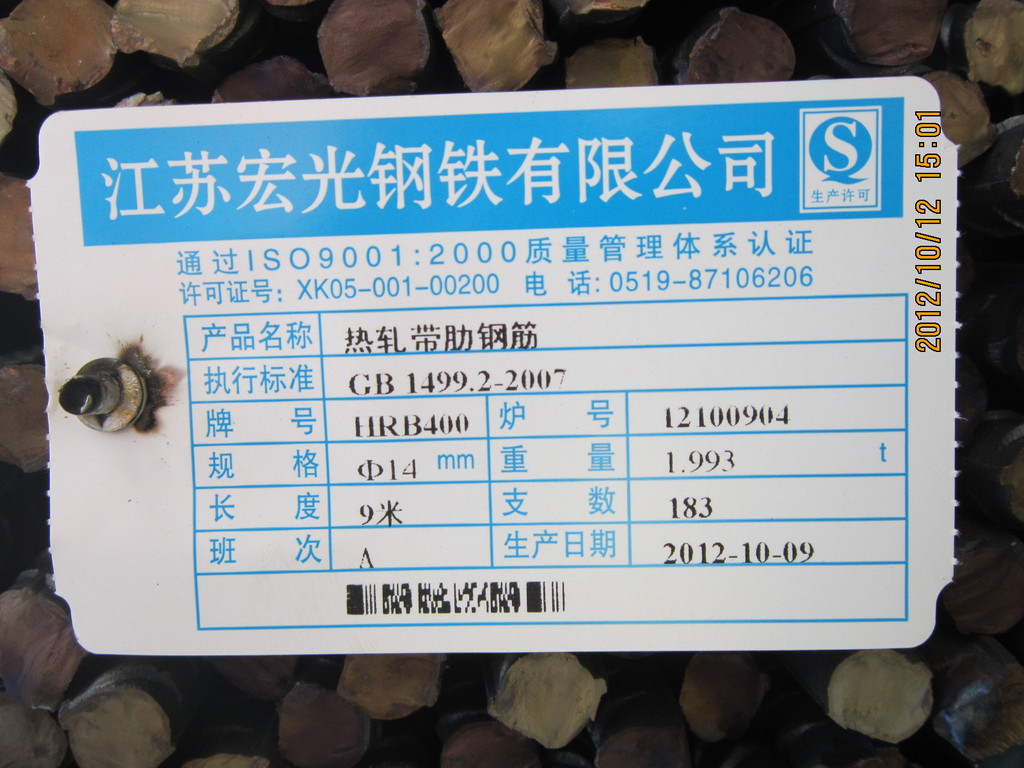 江苏宏光钢铁有限公司
S
生产许可
通过ISO9001:2000质量管理体系认证
许可证号: XK05-001-00200 电 话: 0519-87106206
产品名称 热轧带肋钢筋
执行标准 GB 1499.2-2007
牌 号 HRB400 炉 号 12100904
规 格 Φ14 mm 重 量 1.993 t
长 度 9米 支 数 183
班 次 A 生产日期 2012-10-09
2012/10/12 15:01